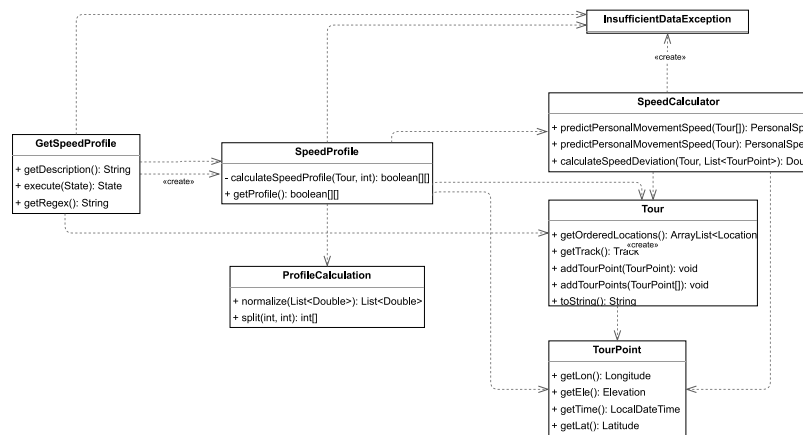 InsufficientDataException
«create»
SpeedCalculator
+ predictPersonalMovementSpeed(Tour[]): PersonalSp
+ predictPersonalMovementSpeed(Tour): PersonalSpe
+ calculateSpeedDeviation(Tour, List<TourPoint>): Dou
GetSpeedProfile
+ getDescription(): String
+ execute(State): State
+ getRegex(): String
«create»
SpeedProfile
- calculateSpeedProfile(Tour, int): boolean[][]
+ getProfile(): boolean[][]
Tour
+ getOrderedLocations(): ArrayList<Location
«create»
+ getTrack(): Track
+ addTourPoint(TourPoint): void
+ addTourPoints(TourPoint[]): void
+ toString(): String
ProfileCalculation
+ normalize(List<Double>): List<Double>
+ split(int, int): int[]
TourPoint
+ getLon(): Longitude
+ getEle(): Elevation
+ getTime(): LocalDateTime
+ getLat(): Latitude